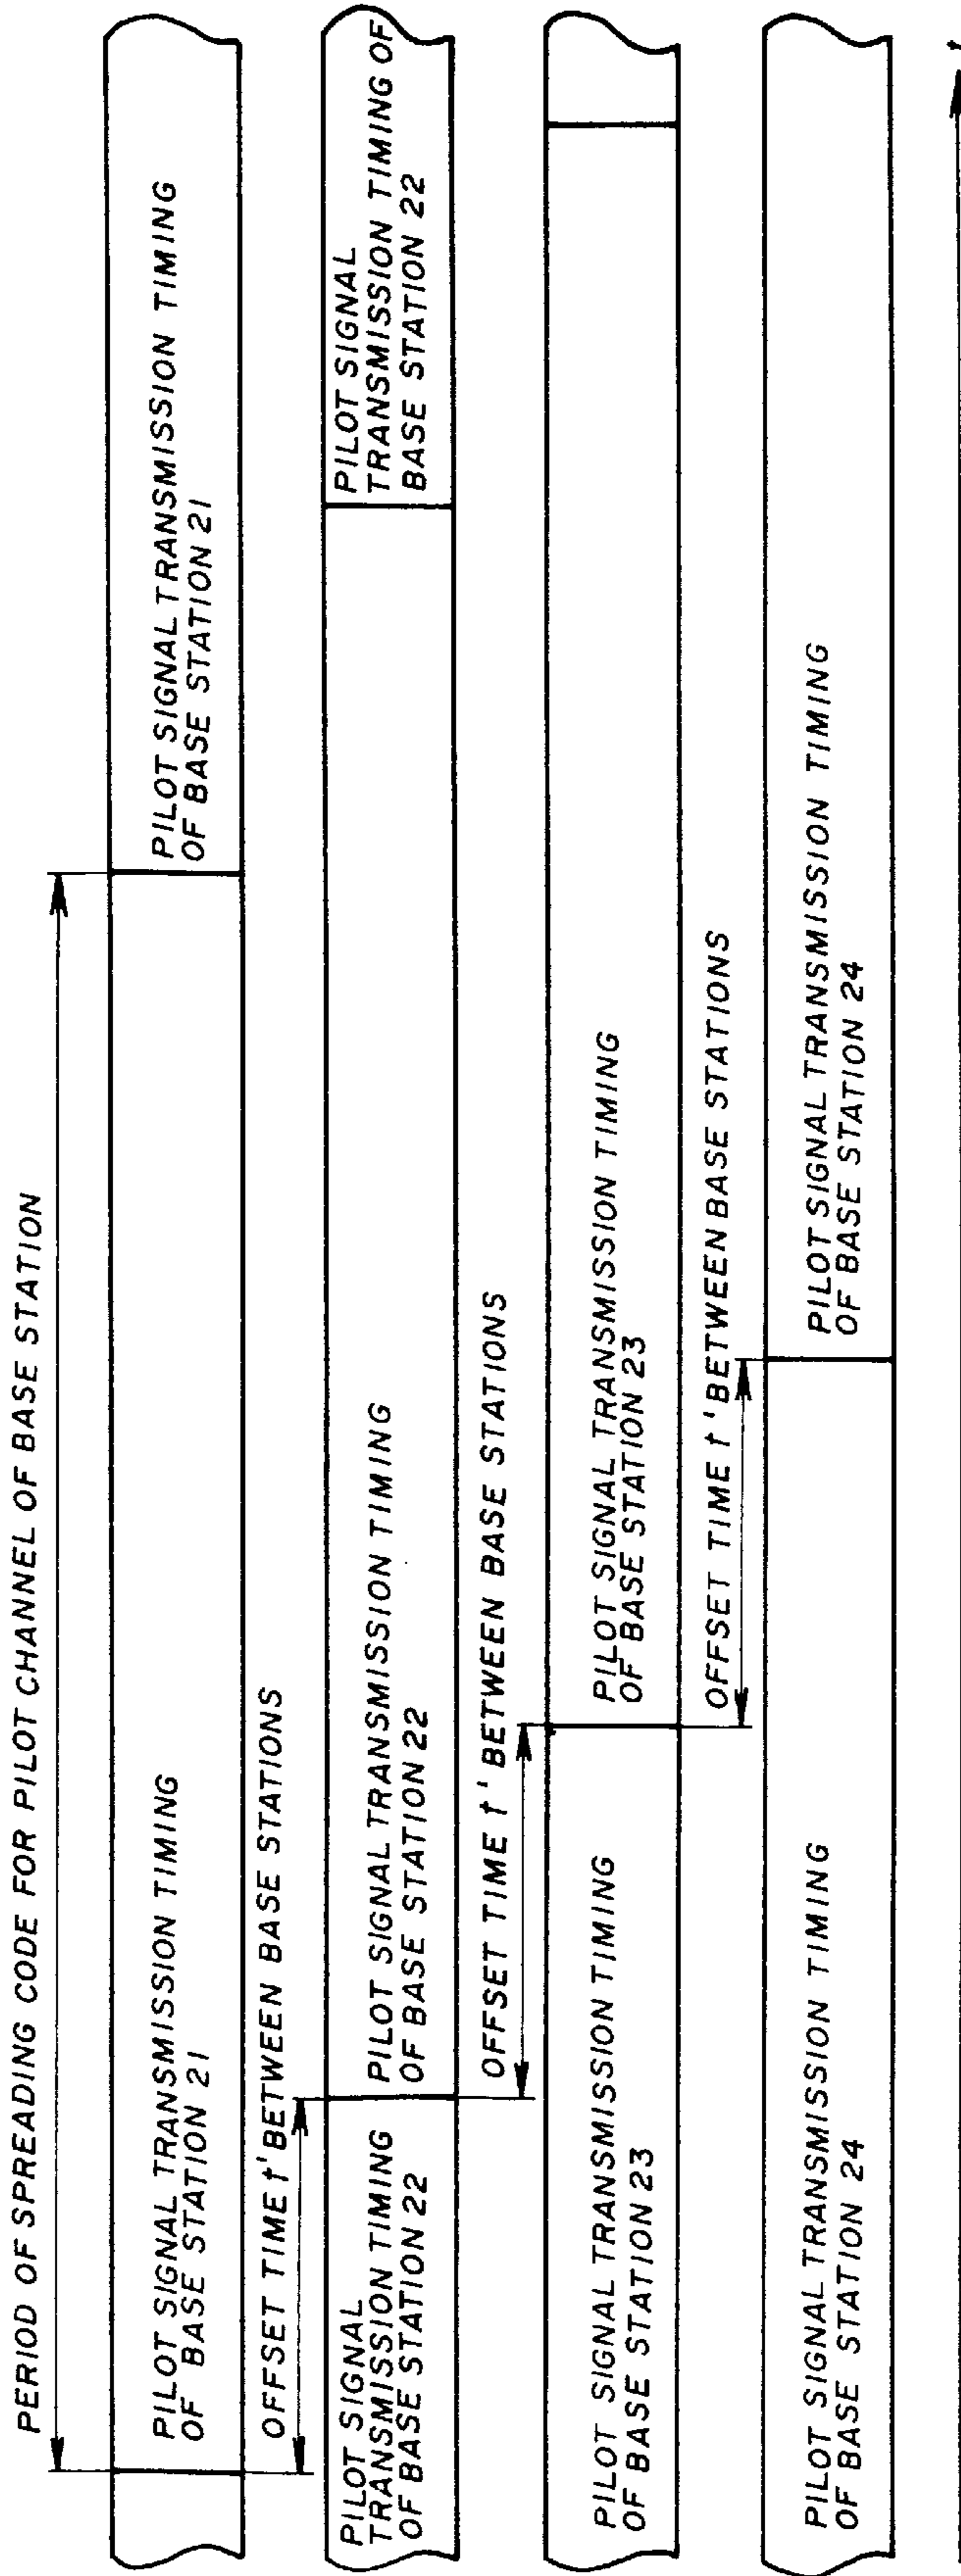 PERIOD OF SPREADING CODE FOR PILOT CHANNEL OF BASE STATION
PILOT SIGNAL TRANSMISSION TIMING
OF BASE STATION 21
PILOT SIGNAL TRANSMISSION TIMING
OF BASE STATION 21
OFFSET TIME t' BETWEEN BASE STATIONS
PILOT SIGNAL
TRANSMISSION TIMING
OF BASE STATION 22
PILOT SIGNAL TRANSMISSION TIMING
OF BASE STATION 22
PILOT SIGNAL
TRANSMISSION TIMING OF
BASE STATION 22
OFFSET TIME t' BETWEEN BASE STATIONS
PILOT SIGNAL TRANSMISSION TIMING
OF BASE STATION 23
PILOT SIGNAL TRANSMISSION TIMING
OF BASE STATION 23
OFFSET TIME t' BETWEEN BASE STATIONS
PILOT SIGNAL TRANSMISSION TIMING
OF BASE STATION 24
PILOT SIGNAL TRANSMISSION TIMING
OF BASE STATION 24
t